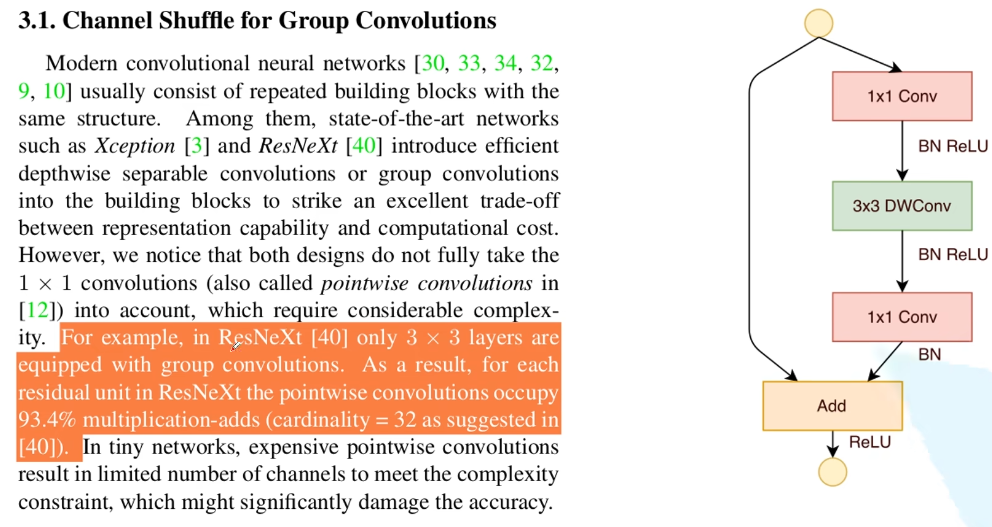 3.1. Channel Shuffle for Group Convolutions
Modern convolutional neural networks [30, 33, 34, 32,
9, 10] usually consist of repeated building blocks with the
same structure. Among them, state-of-the-art networks
such as Xception [3] and ResNeXt [40] introduce efficient
depthwise separable convolutions or group convolutions
into the building blocks to strike an excellent trade-off
between representation capability and computational cost.
However, we notice that both designs do not fully take the
1 × 1 convolutions (also called pointwise convolutions in
[12]) into account, which require considerable complex-
ity. For example, in ResNeXt [40] only 3 × 3 layers are
equipped with group convolutions. As a result, for each
residual unit in ResNeXt the pointwise convolutions occupy
93.4% multiplication-adds (cardinality = 32 as suggested in
[40]). In tiny networks, expensive pointwise convolutions
result in limited number of channels to meet the complexity
constraint, which might significantly damage the accuracy.
1x1 Conv
BN ReLU
3x3 DWConv
BN ReLU
1x1 Conv
BN
Add
ReLU